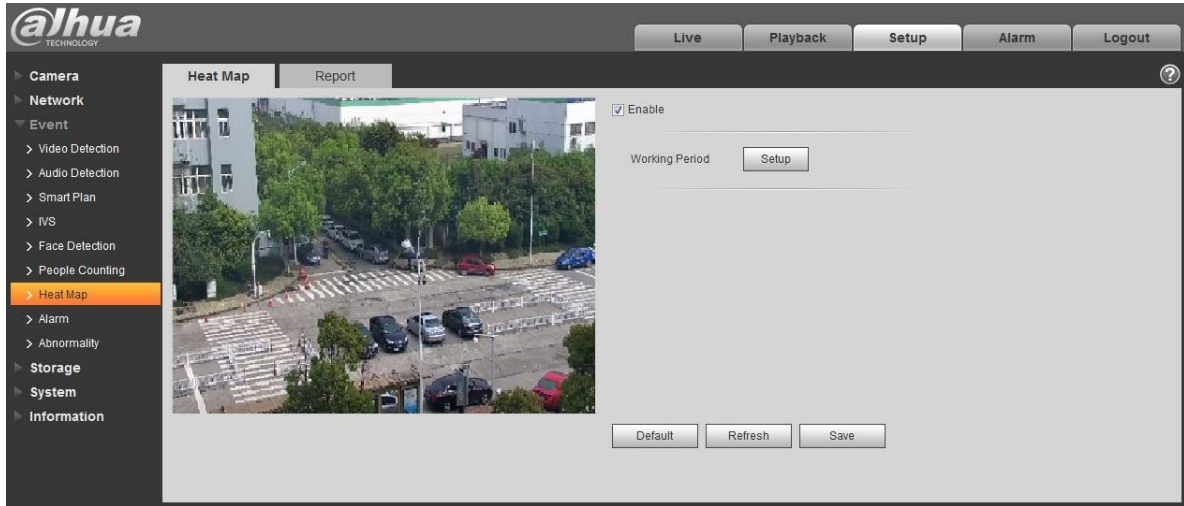 alhua
TECHNOLOGY
Live
Playback
Setup
Alarm
Logout
Camera
Network
Event
Video Detection
Audio Detection
Smart Plan
IVS
Face Detection
People Counting
Heat Map
Alarm
Abnormality
Storage
System
Information
Heat Map
Report
?
Enable
Working Period
Setup
Default
Refresh
Save